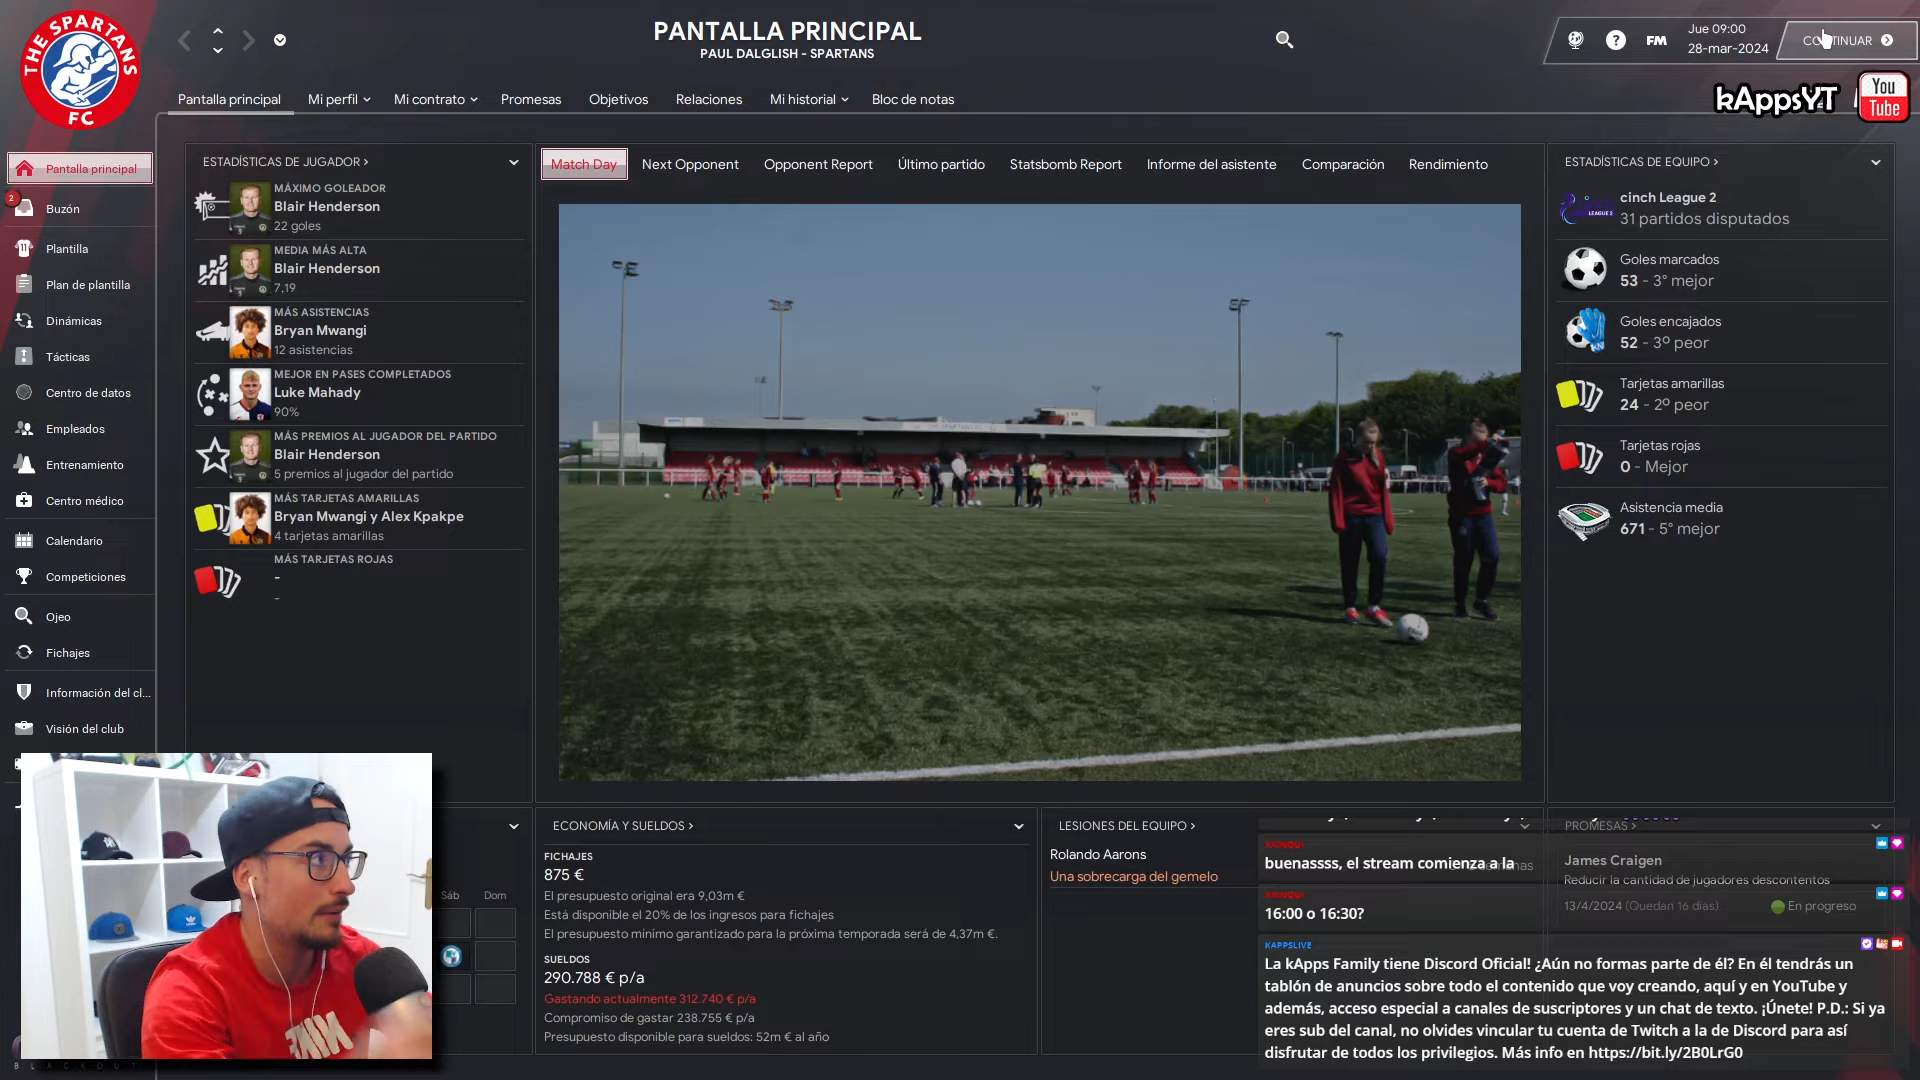 THE SPARTANS
FC
PANTALLA PRINCIPAL
PAUL DALGLISH - SPARTANS
FM
Jue 09:00
28-mar-2024
CONTINUAR
kAppsYT
You
Tube
Pantalla principal
Mi perfil
Mi contrato
Promesas
Objetivos
Relaciones
Mi historial
Bloc de notas
Pantalla principal
2
Buzón
Plantilla
Plan de plantilla
Dinámicas
Tácticas
Centro de datos
Empleados
Entrenamiento
Centro médico
Calendario
Competiciones
Ojeo
Fichajes
Información del cl...
Visión del club
ESTADÍSTICAS DE JUGADOR >
MÁXIMO GOLEADOR
Blair Henderson
22 goles
MEDIA MÁS ALTA
Blair Henderson
7,19
MÁS ASISTENCIAS
Bryan Mwangi
12 asistencias
MEJOR EN PASES COMPLETADOS
Luke Mahady
90%
MÁS PREMIOS AL JUGADOR DEL PARTIDO
Blair Henderson
5 premios al jugador del partido
MÁS TARJETAS AMARILLAS
Bryan Mwangi y Alex Kpakpe
4 tarjetas amarillas
MÁS TARJETAS ROJAS
-
-
Match Day
Next Opponent
Opponent Report
Último partido
Statsbomb Report
Informe del asistente
Comparación
Rendimiento
ESTADÍSTICAS DE EQUIPO >
cinch League 2
31 partidos disputados
Goles marcados
53 - 3° mejor
Goles encajados
52 - 3º peor
Tarjetas amarillas
24 - 2º peor
Tarjetas rojas
0 - Mejor
Asistencia media
671 - 5° mejor
Sáb
Dom
ECONOMÍA Y SUELDOS >
FICHAJES
875 €
El presupuesto original era 9,03m €
Está disponible el 20% de los ingresos para fichajes
El presupuesto mínimo garantizado para la próxima temporada será de 4,37m €.
SUELDOS
290.788 € p/a
Gastando actualmente 312.740 € p/a
Compromiso de gastar 238.755 € p/a
Presupuesto disponible para sueldos: 52m € al año
LESIONES DEL EQUIPO >
Rolando Aarons
Una sobrecarga del gemelo
PROMESAS >
James Craigen
Reducir la cantidad de jugadores descontentos
13/4/2024 (Quedan 16 días)
En progreso
buenassss, el stream comienza a la
16:00 o 16:30?
KAPPSLIVE
La kApps Family tiene Discord Oficial! ¿Aún no formas parte de él? En él tendrás un
tablón de anuncios sobre todo el contenido que voy creando, aquí y en YouTube y
además, acceso especial a canales de suscriptores y un chat de texto. ¡Únete! P.D.: Si ya
eres sub del canal, no olvides vincular tu cuenta de Twitch a la de Discord para así
disfrutar de todos los privilegios. Más info en https://bit.ly/2B0LrG0